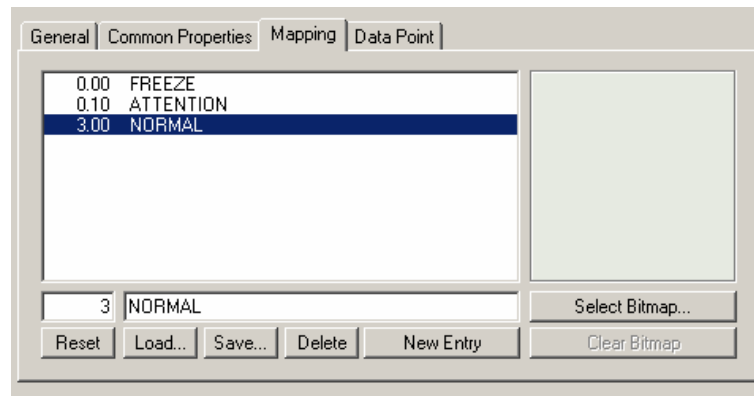 General Common Properties Mapping Data Point
0.00 FREEZE
0.10 ATTENTION
3.00 NORMAL
3 NORMAL Select Bitmap...
Reset Load... Save... Delete New Entry Clear Bitmap